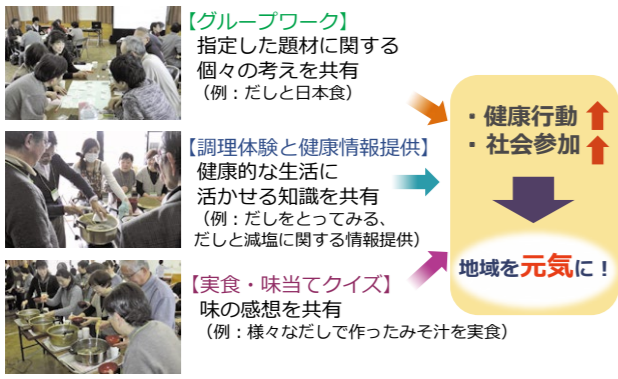 【グループワーク】
指定した題材に関する
個々の考えを共有
（例：だしと日本食）
【調理体験と健康情報提供】
健康的な生活に
活かせる知識を共有
（例：だしをとってみる、
だしと減塩に関する情報提供）
【実食・味当てクイズ】
味の感想を共有
（例：様々なだしで作ったみそ汁を実食）
・健康行動
・社会参加
地域を元気に！